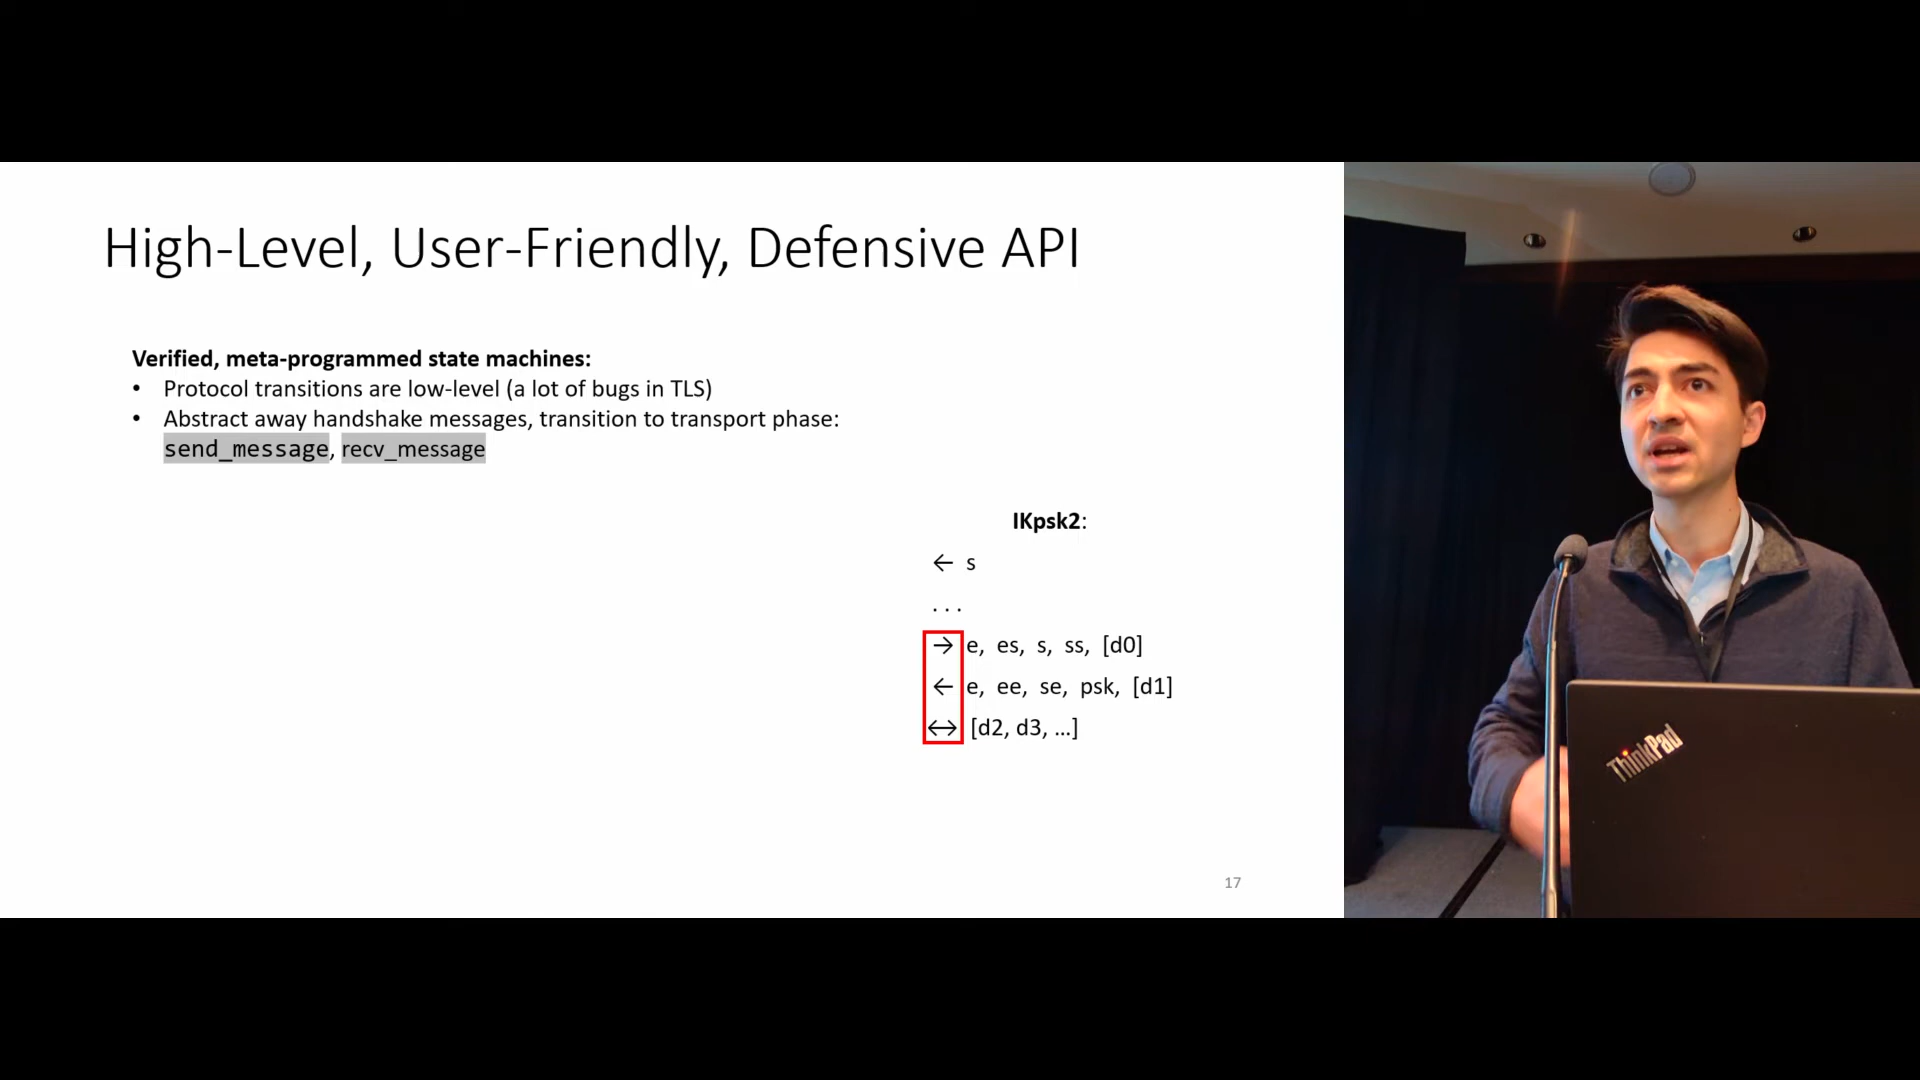 High-Level, User-Friendly, Defensive API
Verified, meta-programmed state machines:
• Protocol transitions are low-level (a lot of bugs in TLS)
• Abstract away handshake messages, transition to transport phase:
send_message, recv_message
IKpsk2:
← s
...
→ e, es, s, ss, [d0]
← e, ee, se, psk, [d1]
↔ [d2, d3, ...]
17
ThinkPad